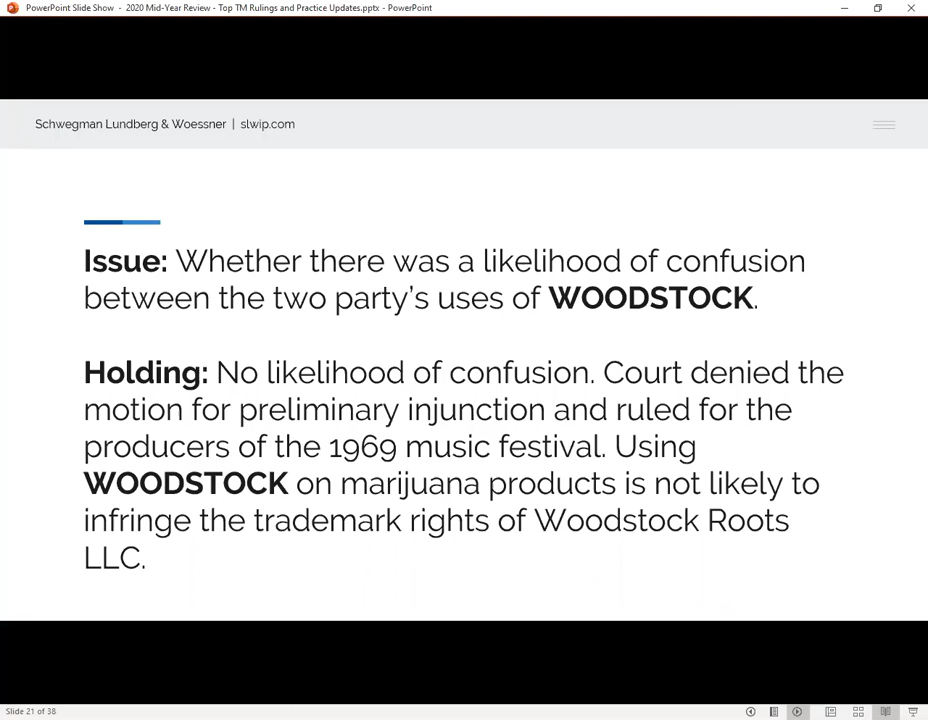 PowerPoint Slide Show - 2020 Mid-Year Review - Top TM Rulings and Practice Updates.pptx - PowerPoint
Schwegman Lundberg & Woessner | slwip.com
Issue: Whether there was a likelihood of confusion
between the two party's uses of WOODSTOCK.
Holding: No likelihood of confusion. Court denied the
motion for preliminary injunction and ruled for the
producers of the 1969 music festival. Using
WOODSTOCK on marijuana products is not likely to
infringe the trademark rights of Woodstock Roots
LLC.
Slide 21 of 38